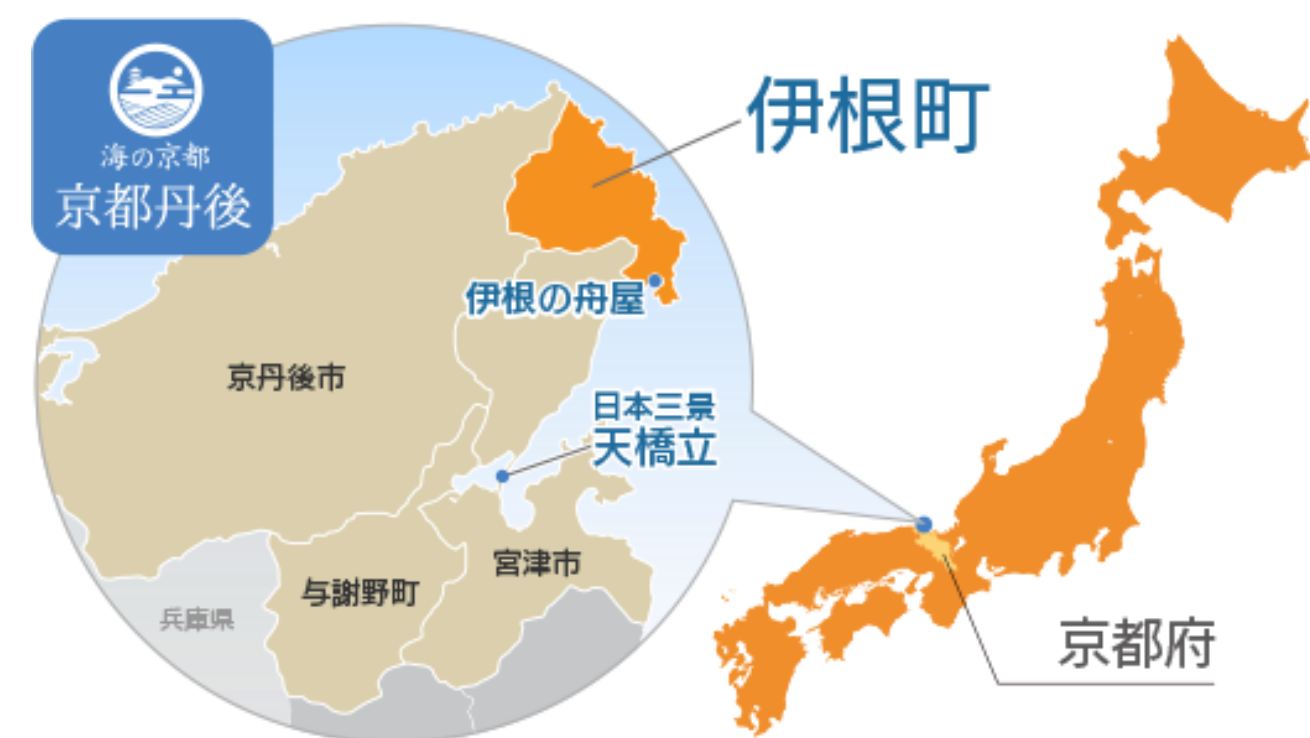 海の京都
京都丹後
伊根町
伊根の舟屋
京丹後市
日本三景
天橋立
宮津市
与謝野町
兵庫県
京都府